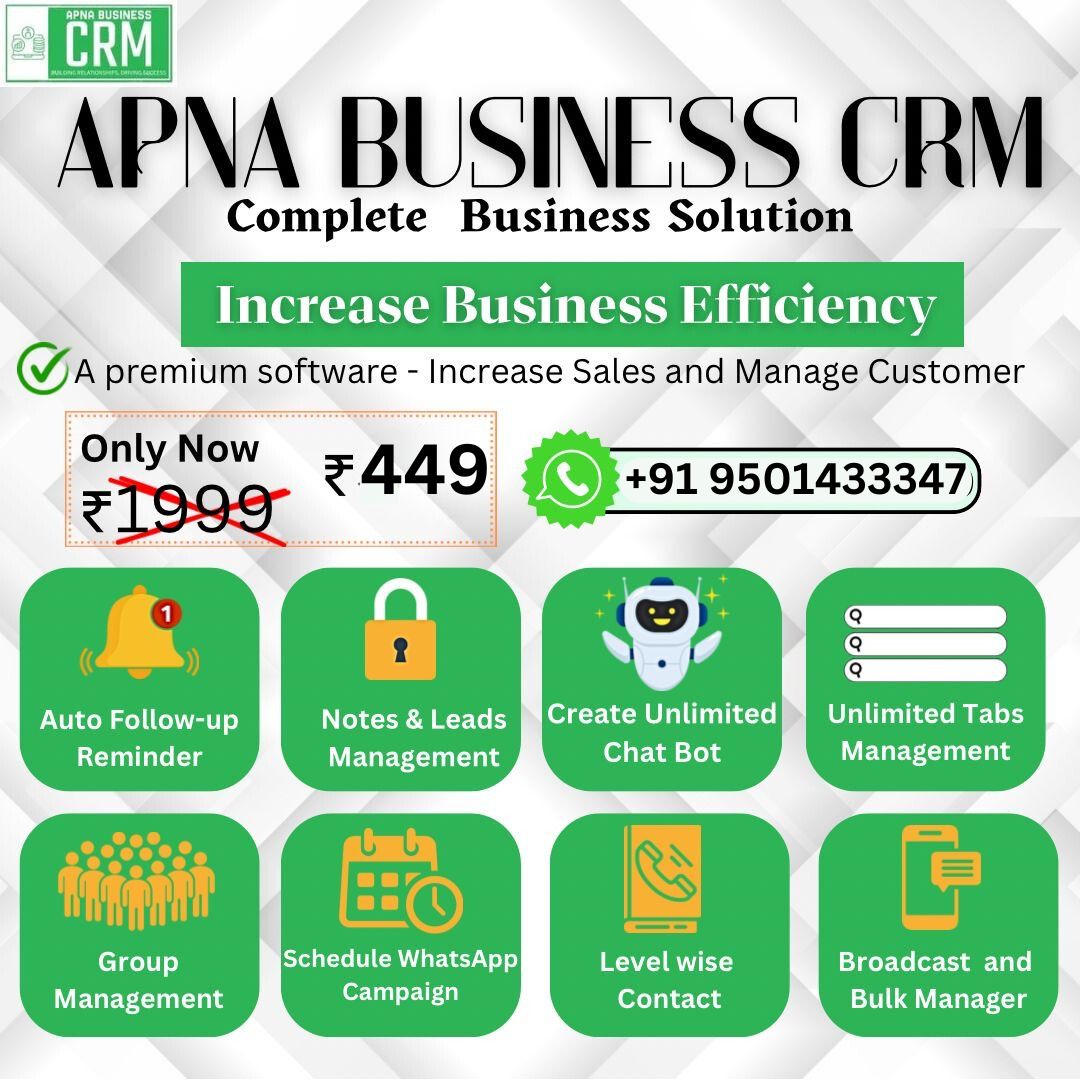 APNA BUSINESS
CRM
BUILDING RELATIONSHIPS, DRIVING SUCCESS
APNA BUSINESS CRM
Complete Business Solution
Increase Business Efficiency
A premium software - Increase Sales and Manage Customer
Only Now
₹1999
₹449
+91 9501433347)
1
Auto Follow-up
Reminder
Notes & Leads
Management
Create Unlimited
Chat Bot
Unlimited Tabs
Management
Group
Management
Schedule WhatsApp
Campaign
Level wise
Contact
Broadcast and
Bulk Manager